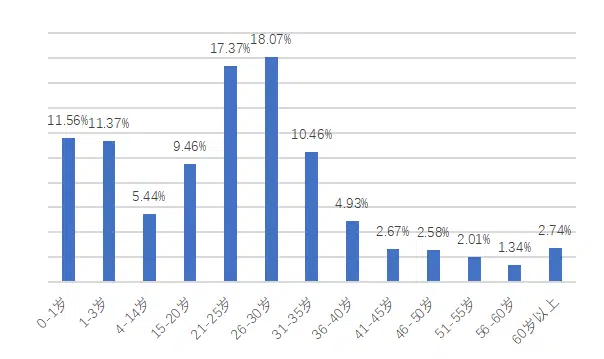 11.56%
11.37%
5.44%
9.46%
17.37%
18.07%
10.46%
4.93%
2.67%
2.58%
2.01%
1.34%
2.74%
0-1岁
1-3岁
4-14岁
15-20岁
21-25岁
26-30岁
31-35岁
36-40岁
41-45岁
46-50岁
51-55岁
56-60岁
60岁以上